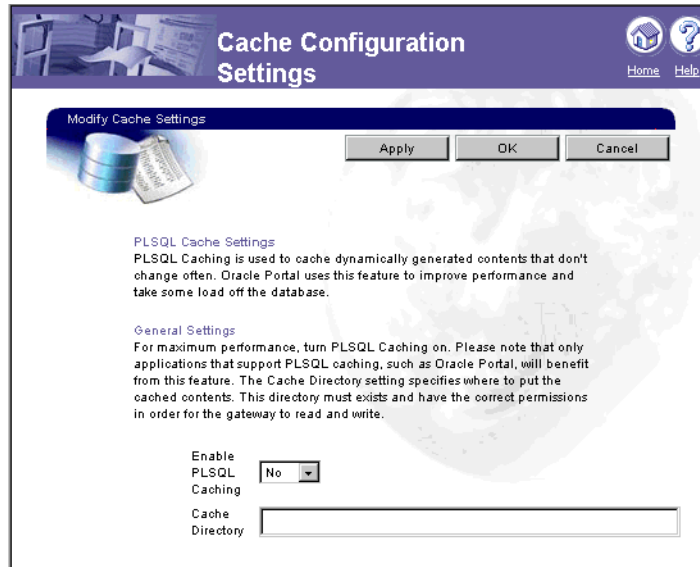 Cache Configuration
Settings
Home
Help
Modify Cache Settings
Apply
OK
Cancel
PLSQL Cache Settings
PLSQL Caching is used to cache dynamically generated contents that don't
change often. Oracle Portal uses this feature to improve performance and
take some load off the database.
General Settings
For maximum performance, turn PLSQL Caching on. Please note that only
applications that support PLSQL caching, such as Oracle Portal, will benefit
from this feature. The Cache Directory setting specifies where to put the
cached contents. This directory must exists and have the correct permissions
in order for the gateway to read and write.
Enable
PLSQL
Caching
No
Cache
Directory